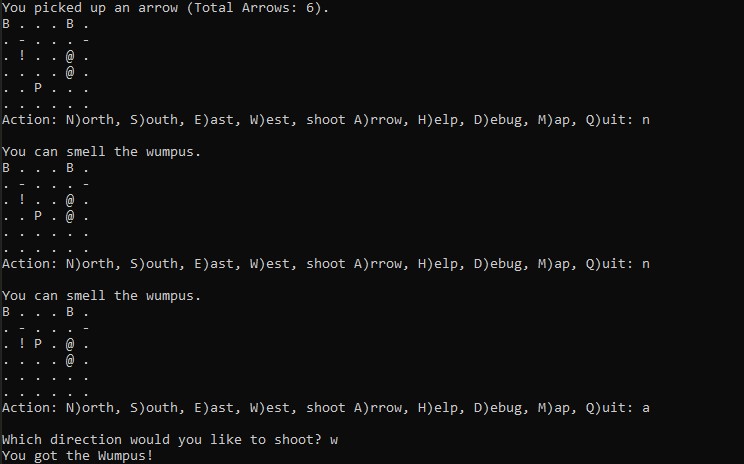 You picked up an arrow (Total Arrows: 6).
B . . . B .
. - . . . -
. ! . . @ .
. . . . @ .
. . P . . .
. . . . . .
Action: N)orth, S)outh, E)ast, W)est, shoot A)rrow, H)elp, D)ebug, M)ap, Q)uit: n
You can smell the wumpus.
B . . . B .
. - . . . -
. ! . . @ .
. . P . @ .
. . . . . .
. . . . . .
Action: N)orth, S)outh, E)ast, W)est, shoot A)rrow, H)elp, D)ebug, M)ap, Q)uit: n
You can smell the wumpus.
B . . . B .
. - . . . -
. ! P . @ .
. . . . @ .
. . . . . .
. . . . . .
Action: N)orth, S)outh, E)ast, W)est, shoot A)rrow, H)elp, D)ebug, M)ap, Q)uit: a
Which direction would you like to shoot? w
You got the Wumpus!